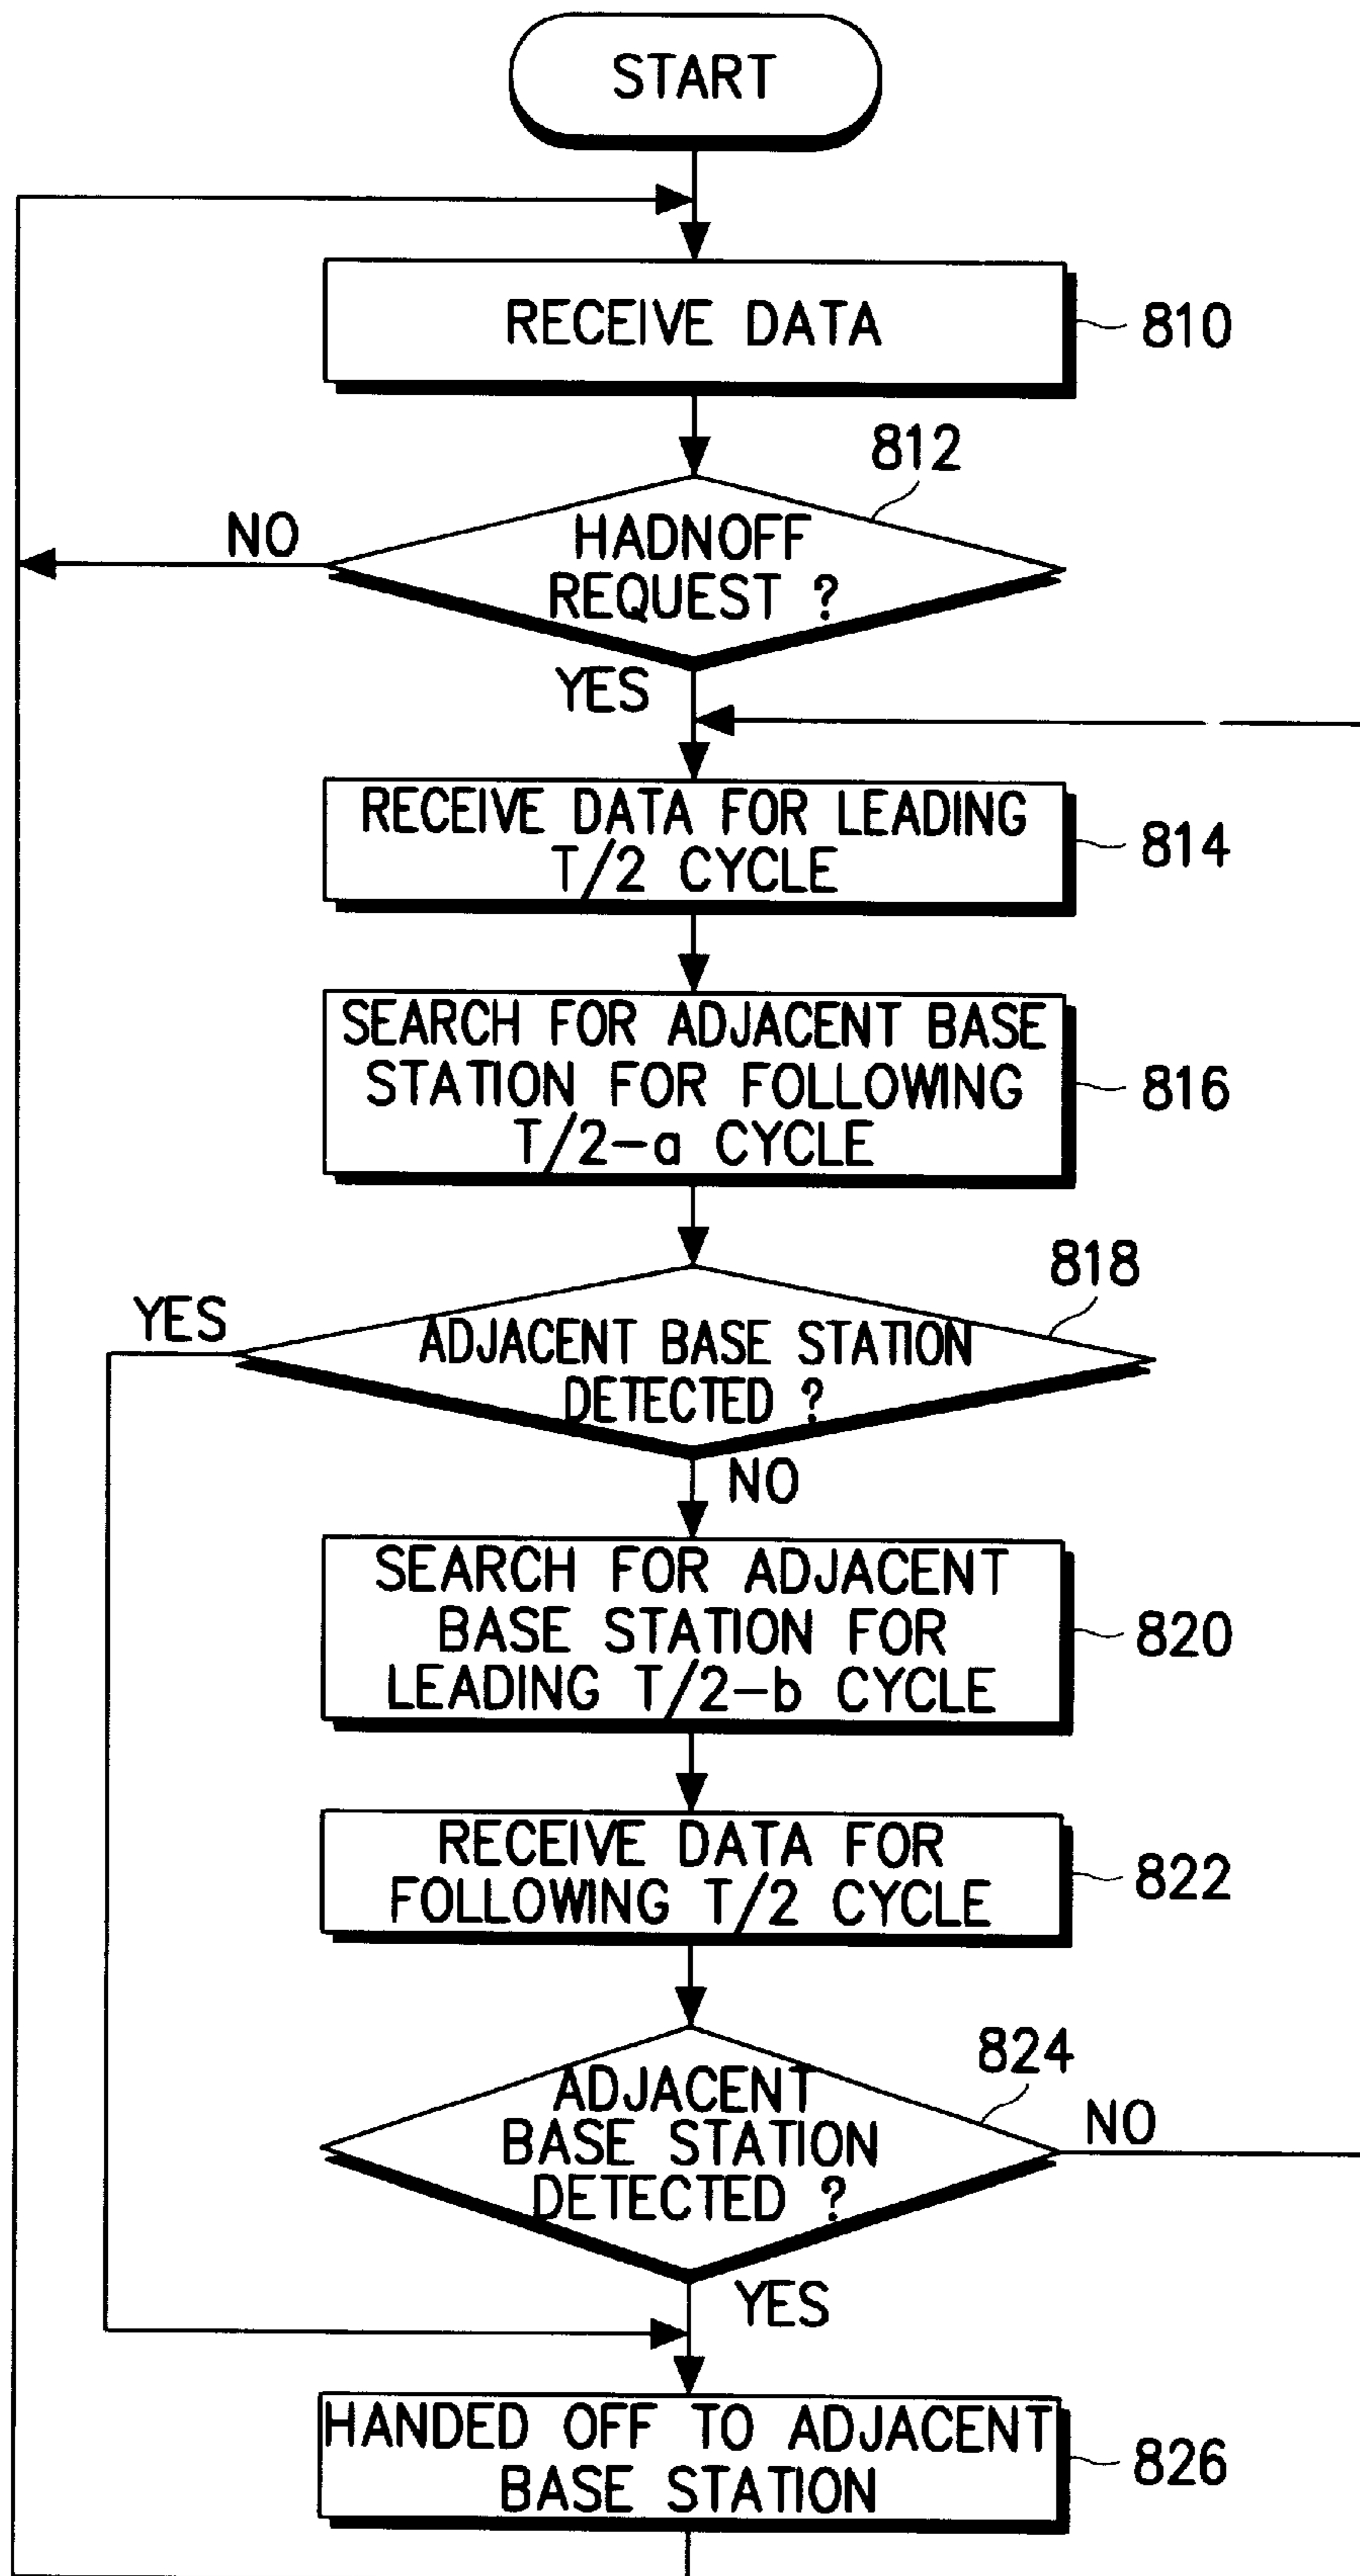 START
RECEIVE DATA
810
812
NO
HADNOFF
REQUEST ?
YES
RECEIVE DATA FOR LEADING
T/2 CYCLE
814
SEARCH FOR ADJACENT BASE
STATION FOR FOLLOWING
T/2-a CYCLE
816
818
YES
ADJACENT BASE STATION
DETECTED ?
NO
SEARCH FOR ADJACENT
BASE STATION FOR
LEADING T/2-b CYCLE
820
RECEIVE DATA FOR
FOLLOWING T/2 CYCLE
822
824
ADJACENT
BASE STATION
DETECTED ?
NO
YES
HANDED OFF TO ADJACENT
BASE STATION
826